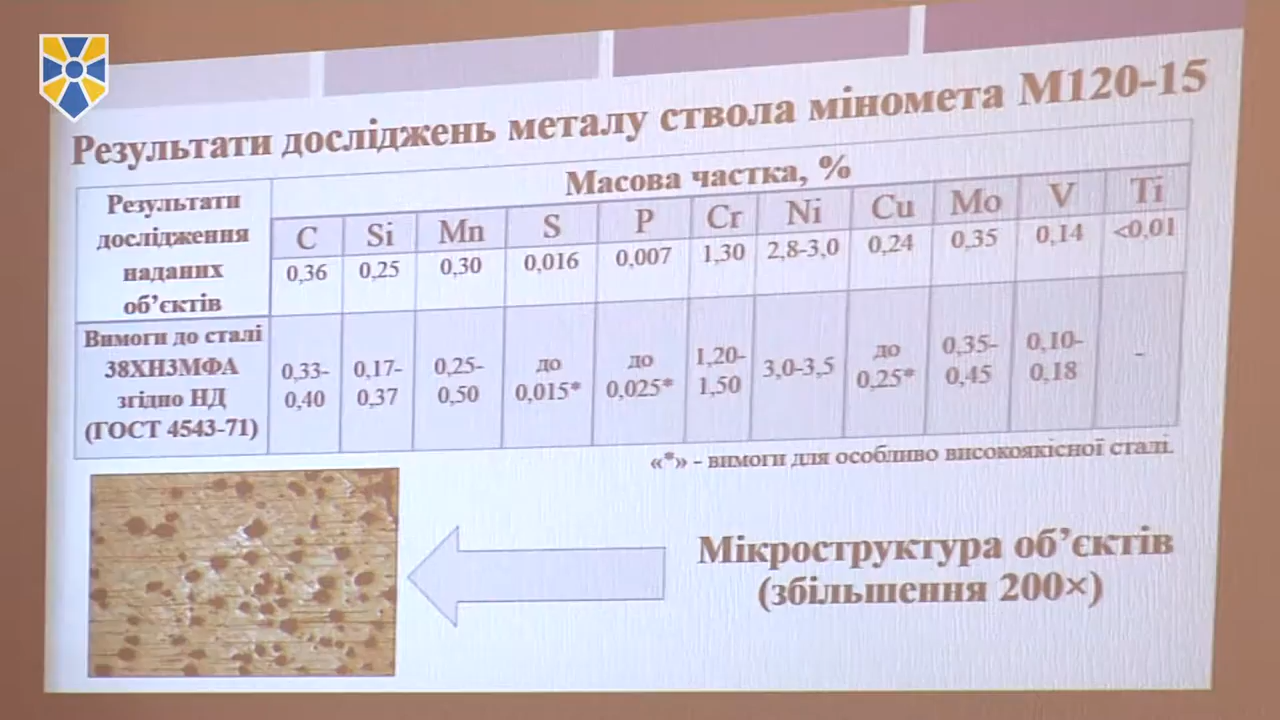 Результати досліджень металу ствола міномета М120-15
Результати
дослідження
наданих
об’єктів
Масова частка, %
C Si Mn S P Cr Ni Cu Mo V Ti
0,36 0,25 0,30 0,016 0,007 1,30 2,8-3,0 0,24 0,35 0,14 <0,01
Вимоги до сталі
38ХН3МФА
згідно НД
(ГОСТ 4543-71)
0,33-
0,40
0,17-
0,37
0,25-
0,50
до
0,015*
до
0,025*
1,20-
1,50
3,0-3,5
до
0,25*
0,35-
0,45
0,10-
0,18
-
«*» - вимоги для особливо високоякісної сталі.
Мікроструктура об’єктів
(збільшення 200×)